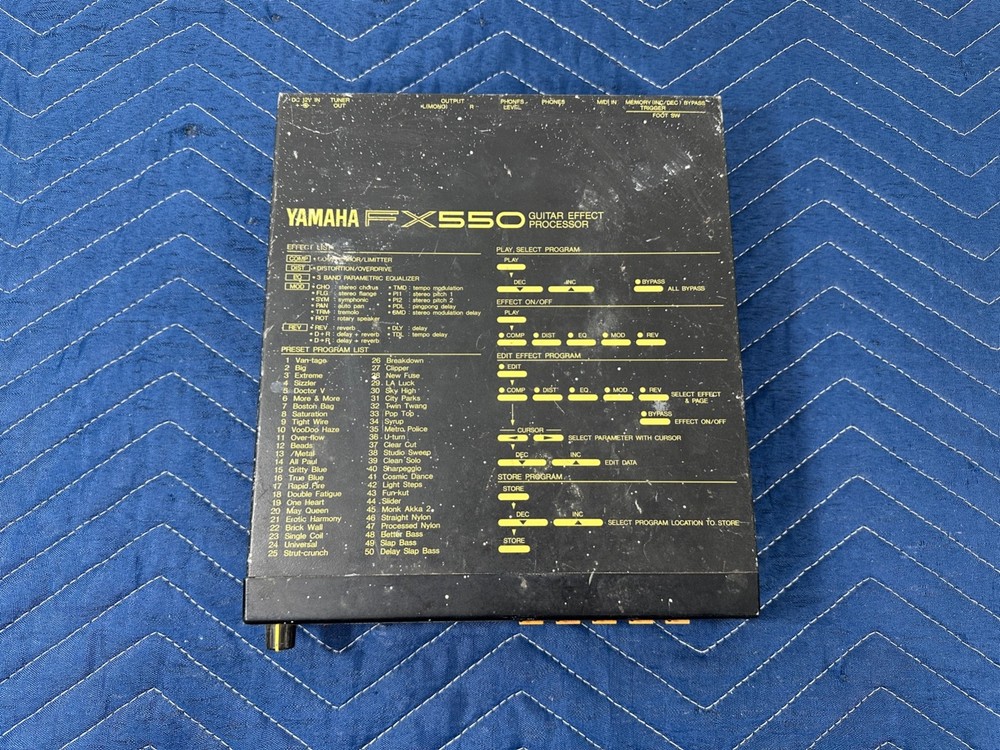 DC 12V IN TUNER OUT OUTPUT L(MONO) R PHONES LEVEL PHONES MIDI IN MEMORY(INC/DEC) BYPASS
TRIGGER
FOOT SW
YAMAHA FX550 GUITAR EFFECT PROCESSOR
EFFECT LIST
COMP
DIST • DISTORTION/OVERDRIVE
EQ • 3 BAND PARAMETRIC EQUALIZER
MOD • CHO : stereo chorus • TMD : tempo modulation
• FLG : stereo flange • PI1 : stereo pitch 1
• SYM : symphonic • PI2 : stereo pitch 2
• PAN : auto pan • PDL : pingpong delay
• TRM : tremolo • SMD : stereo modulation delay
• ROT : rotary speaker
REV • REV : reverb • DLY : delay
• D+R : delay + reverb • TDL : tempo delay
: delay + reverb
PRESET PROGRAM LIST
1 Van-tage
2 Big
3 Extreme
4 Sizzler
5 Doctor V
6 More & More
7 Boston Bag
8 Saturation
9 Tight Wire
10 VooDoo Haze
11 Over-flow
12 Beads
13 /Metal
14 All Paul
15 Gritty Blue
16 True Blue
17 Rapid Fire
18 Double Fatigue
19 One Heart
20 May Queen
21 Erotic Harmony
22 Brick Wall
23 Single Coil
24 Universal
25 Strut-crunch
26 Breakdown
27 Clipper
28 New Fuse
29 LA Luck
30 Sky High
31 City Parks
32 Twin Twang
33 Pop Top
34 Syrup
35 Metro Police
36 U-turn
37 Clear Cut
38 Studio Sweep
39 Clean Solo
40 Sharpeggio
41 Cosmic Dance
42 Light Steps
43 Fun-kut
44 Slider
45 Monk Akka 2
46 Straight Nylon
47 Processed Nylon
48 Better Bass
49 Slap Bass
50 Delay Slap Bass
PLAY, SELECT PROGRAM
PLAY
DEC INC BYPASS ALL BYPASS
EFFECT ON/OFF
PLAY
COMP DIST EQ MOD REV
EDIT EFFECT PROGRAM
EDIT
COMP DIST EQ MOD REV SELECT EFFECT & PAGE
BYPASS EFFECT ON/OFF
CURSOR SELECT PARAMETER WITH CURSOR
DEC INC EDIT DATA
STORE PROGRAM
STORE
DEC INC SELECT PROGRAM LOCATION TO STORE
STORE